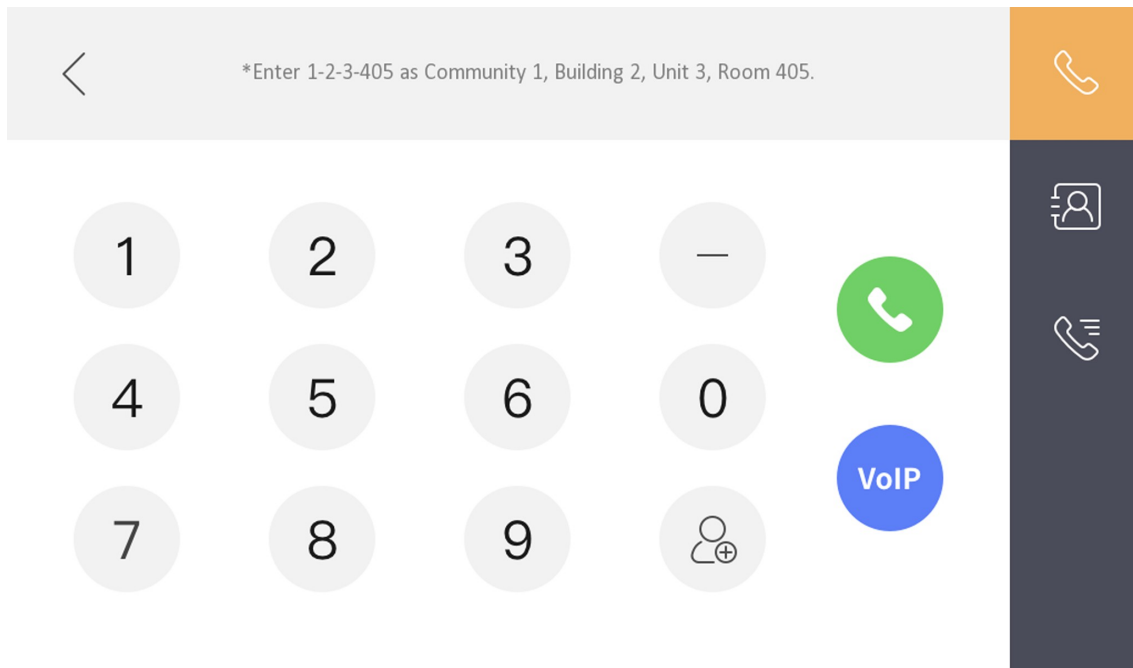 *Enter 1-2-3-405 as Community 1, Building 2, Unit 3, Room 405.
1 2 3 —
4 5 6 0
7 8 9
VoIP